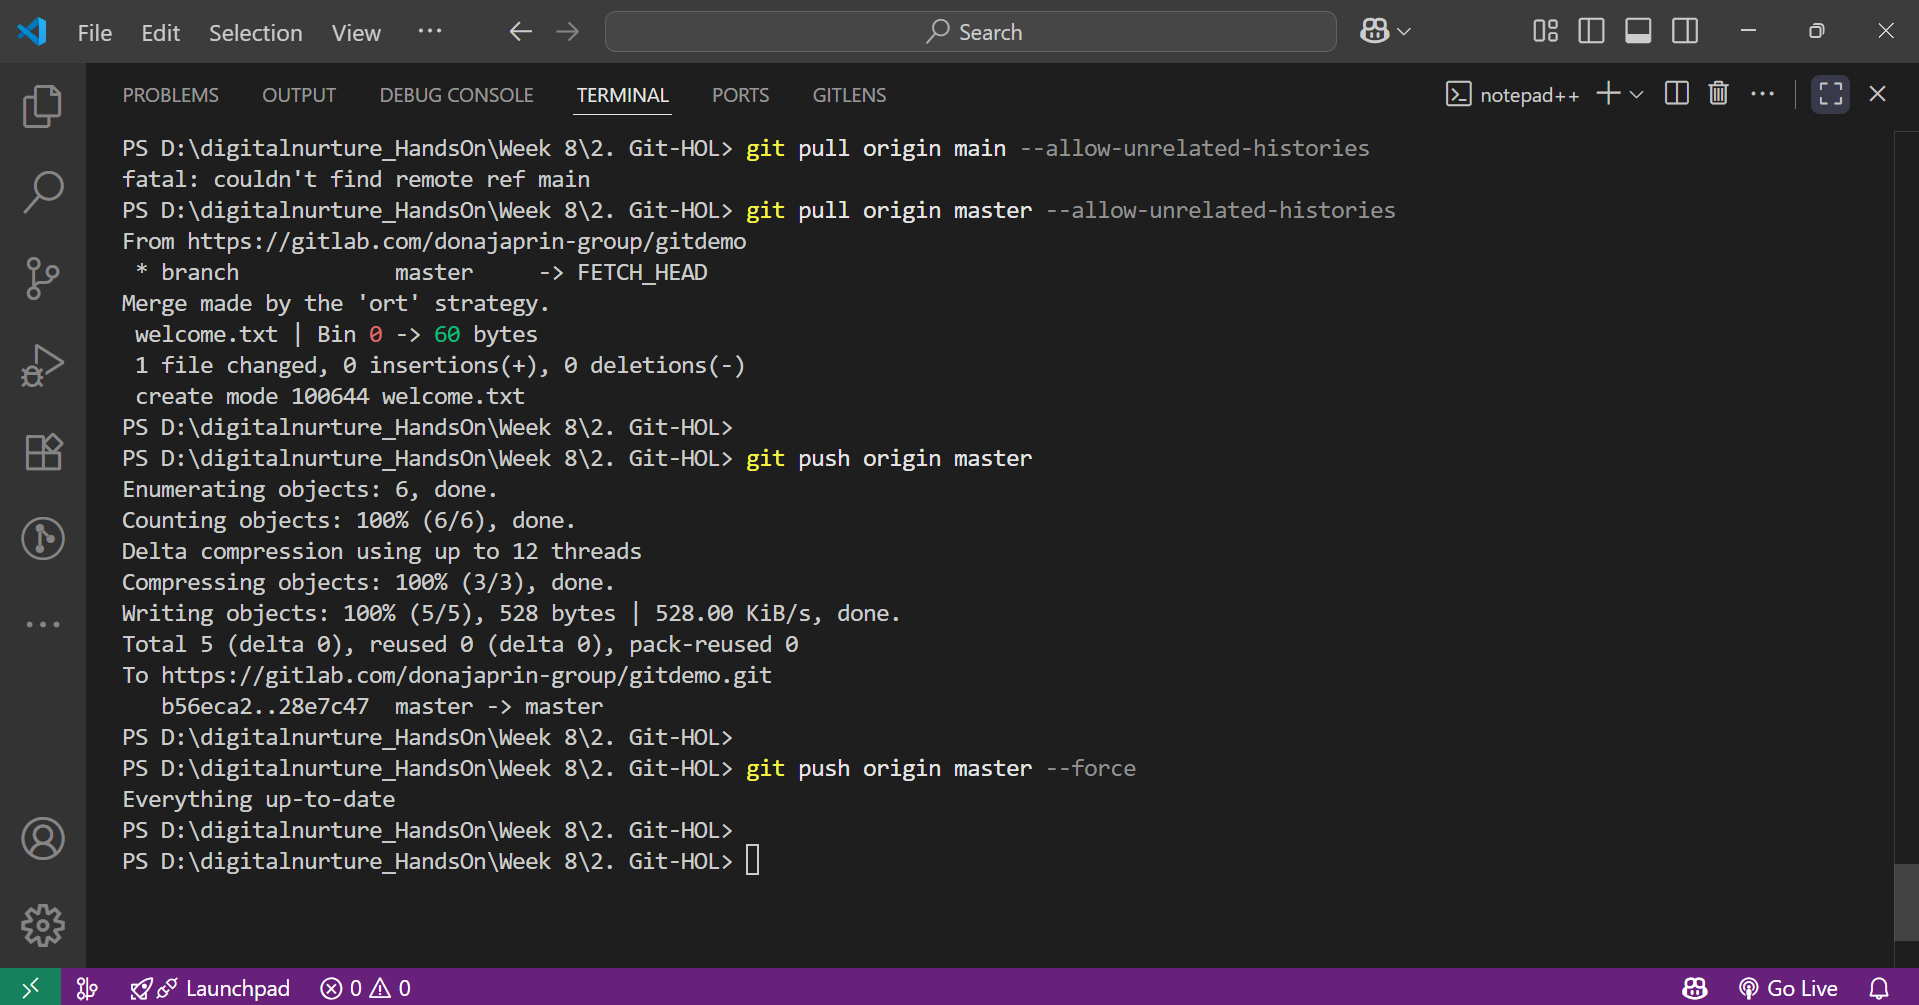 File Edit Selection View ··· Search
PROBLEMS OUTPUT DEBUG CONSOLE TERMINAL PORTS GITLENS notepad++
PS D:\digitalnurture_HandsOn\Week 8\2. Git-HOL> git pull origin main --allow-unrelated-histories
fatal: couldn't find remote ref main
PS D:\digitalnurture_HandsOn\Week 8\2. Git-HOL> git pull origin master --allow-unrelated-histories
From https://gitlab.com/donajaprin-group/gitdemo
 * branch            master     -> FETCH_HEAD
Merge made by the 'ort' strategy.
 welcome.txt | Bin 0 -> 60 bytes
 1 file changed, 0 insertions(+), 0 deletions(-)
 create mode 100644 welcome.txt
PS D:\digitalnurture_HandsOn\Week 8\2. Git-HOL>
PS D:\digitalnurture_HandsOn\Week 8\2. Git-HOL> git push origin master
Enumerating objects: 6, done.
Counting objects: 100% (6/6), done.
Delta compression using up to 12 threads
Compressing objects: 100% (3/3), done.
Writing objects: 100% (5/5), 528 bytes | 528.00 KiB/s, done.
Total 5 (delta 0), reused 0 (delta 0), pack-reused 0
To https://gitlab.com/donajaprin-group/gitdemo.git
   b56eca2..28e7c47  master -> master
PS D:\digitalnurture_HandsOn\Week 8\2. Git-HOL>
PS D:\digitalnurture_HandsOn\Week 8\2. Git-HOL> git push origin master --force
Everything up-to-date
PS D:\digitalnurture_HandsOn\Week 8\2. Git-HOL>
PS D:\digitalnurture_HandsOn\Week 8\2. Git-HOL>
Launchpad 0 0 Go Live